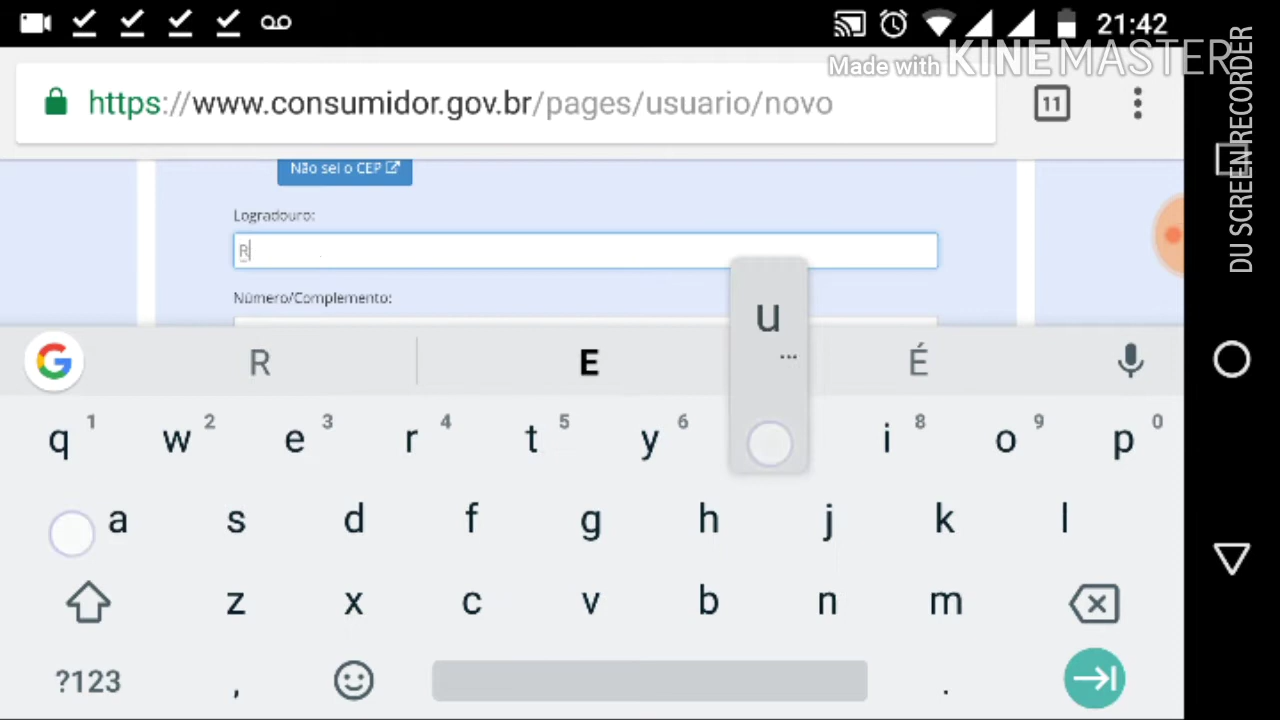 21:42
Made with KINEMASTER
DU SCREEN RECORDER
https://www.consumidor.gov.br/pages/usuario/novo
11
Não sei o CEP
Logradouro:
R
Número/Complemento:
u
...
R E É
q 1 w 2 e 3 r 4 t 5 y 6 i 8 o 9 p 0
a s d f g h j k l
z x c v b n m
?123 , .